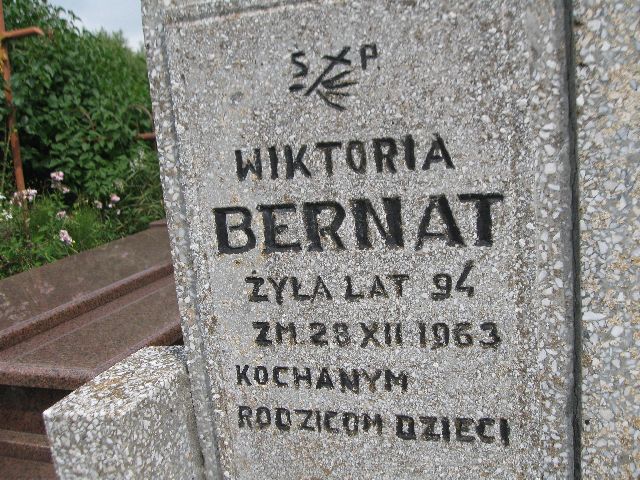 S P
WIKTORIA
BERNAT
ŻYŁA LAT 94
ZM 28 XII 1963
KOCHANYM
RODZICOM DZIECI